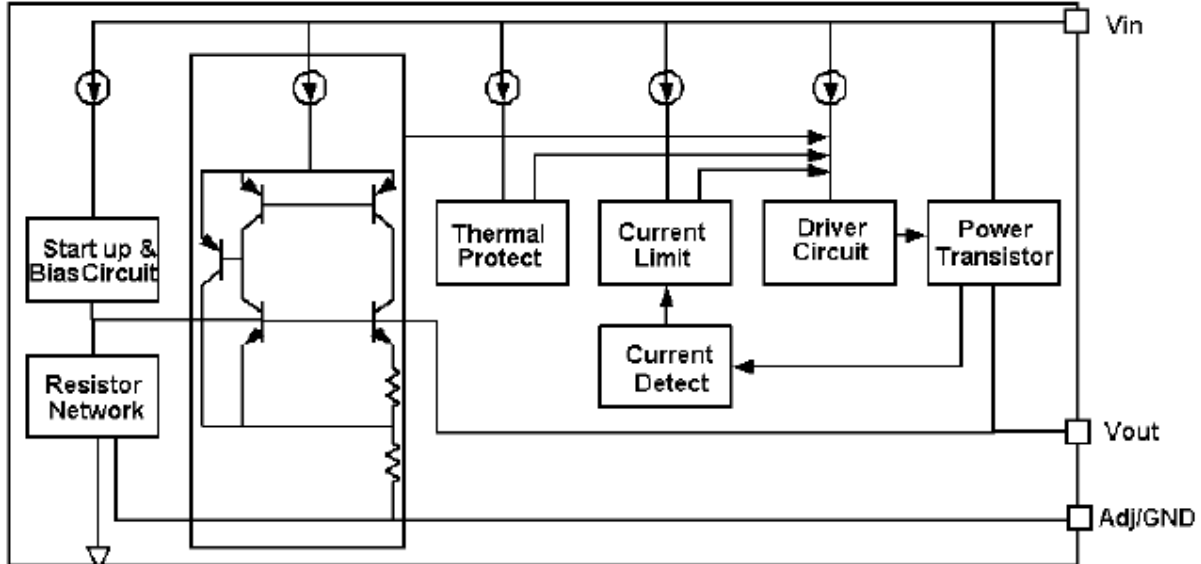 Vin
Start up &
Bias Circuit
Thermal
Protect
Current
Limit
Driver
Circuit
Power
Transistor
Resistor
Network
Current
Detect
Vout
Adj/GND